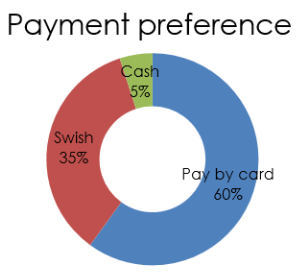 Payment preference
Cash
5%
Swish
35%
Pay by card
60%